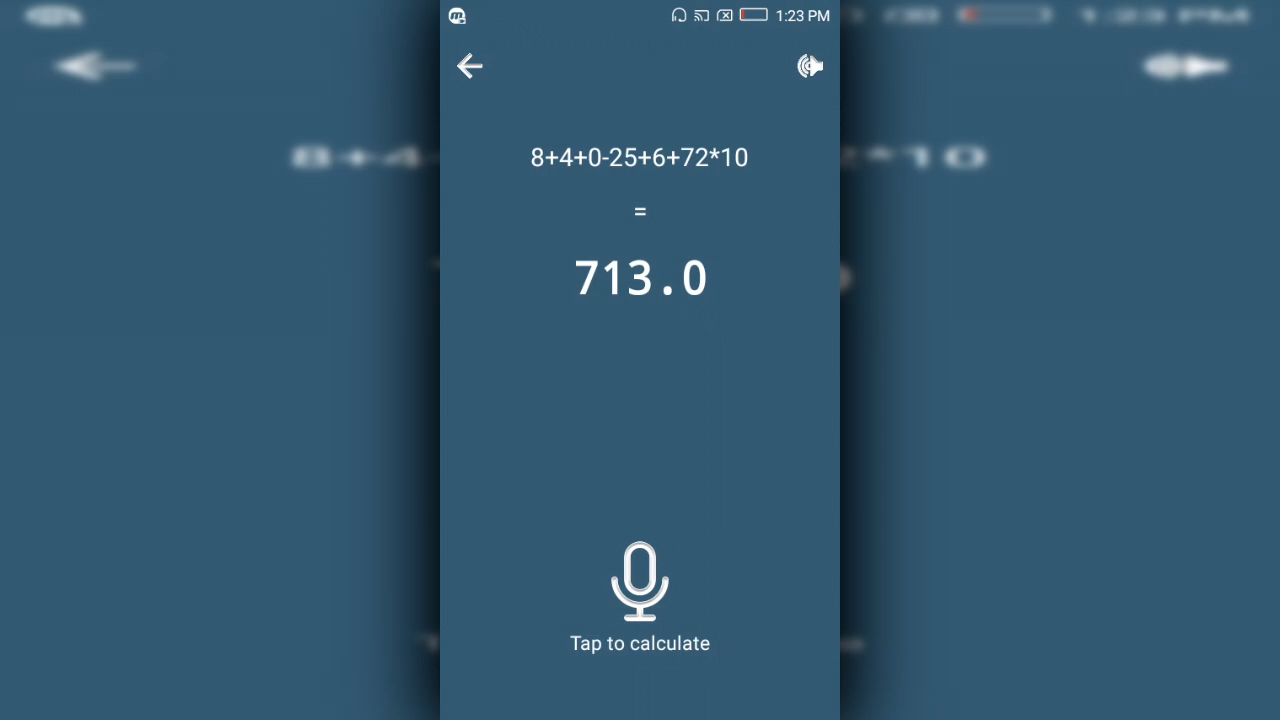 1:23 PM
8+4+0-25+6+72*10
=
713.0
Tap to calculate